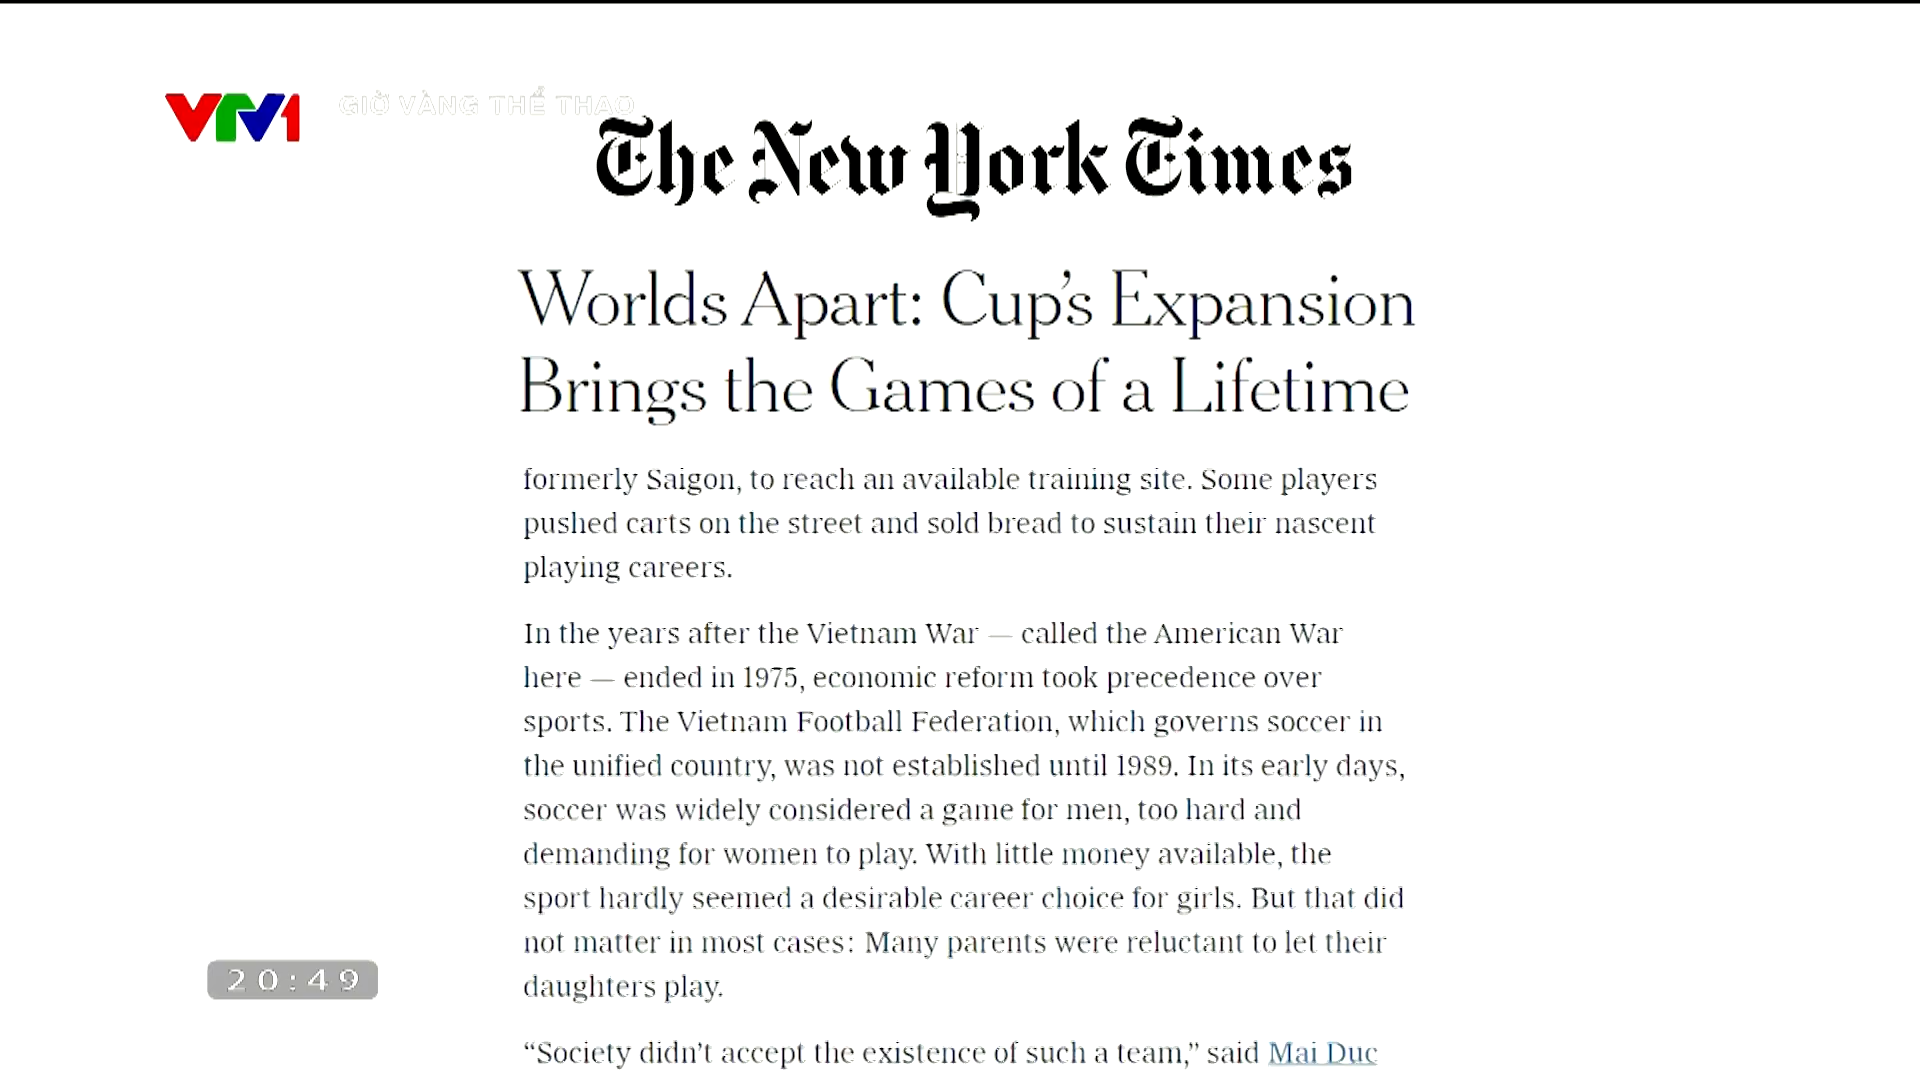 VTV1
GIỜ VÀNG THỂ THAO
The New York Times
Worlds Apart: Cup’s Expansion
Brings the Games of a Lifetime
formerly Saigon, to reach an available training site. Some players
pushed carts on the street and sold bread to sustain their nascent
playing careers.
In the years after the Vietnam War — called the American War
here — ended in 1975, economic reform took precedence over
sports. The Vietnam Football Federation, which governs soccer in
the unified country, was not established until 1989. In its early days,
soccer was widely considered a game for men, too hard and
demanding for women to play. With little money available, the
sport hardly seemed a desirable career choice for girls. But that did
not matter in most cases: Many parents were reluctant to let their
daughters play.
20:49
“Society didn’t accept the existence of such a team,” said Mai Duc